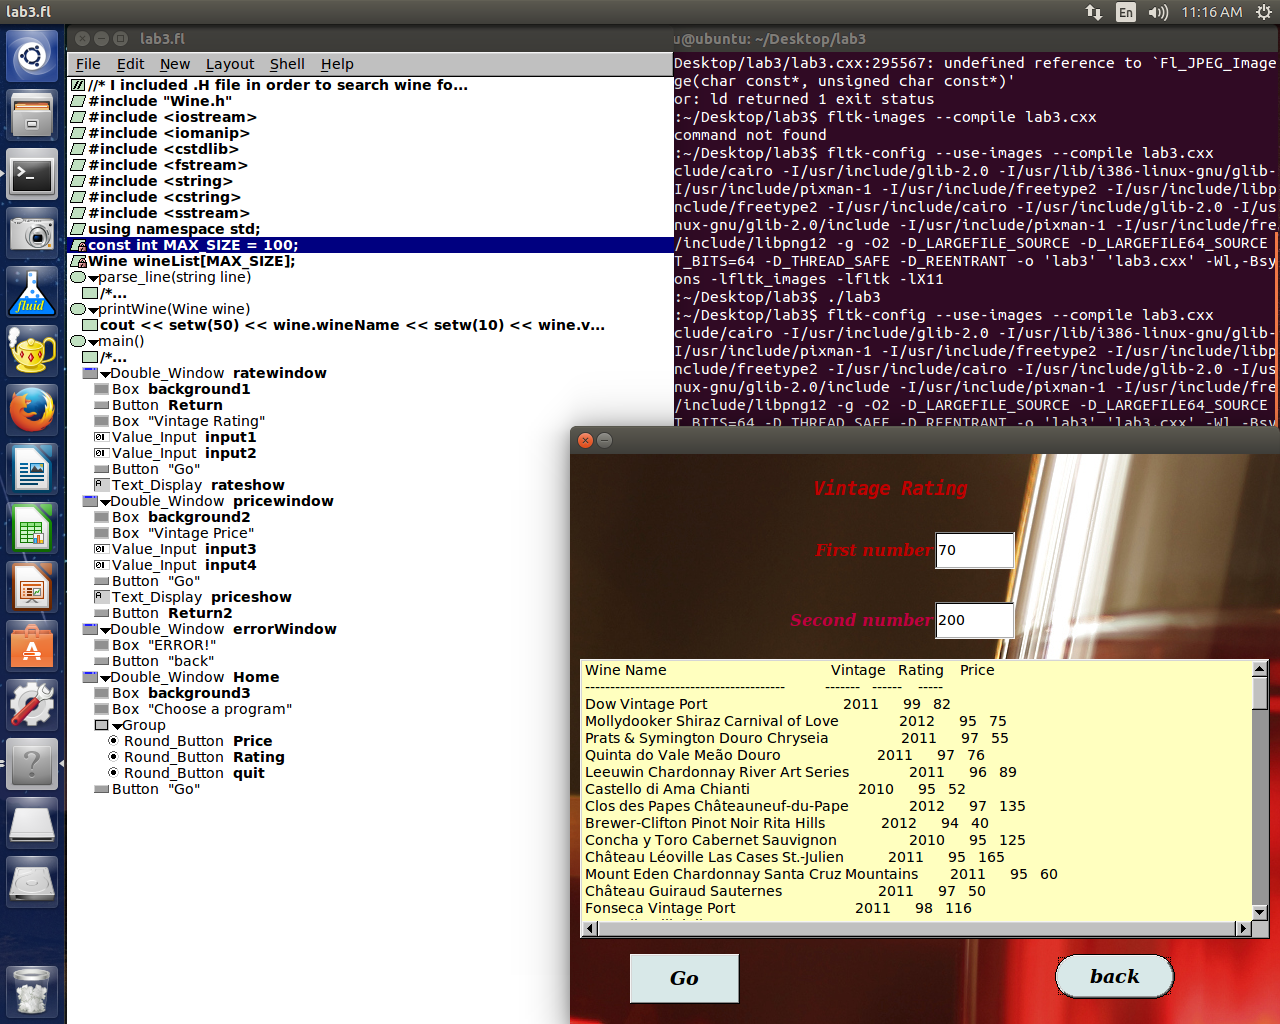 lab3.fl
En
11:16 AM
lab3.fl
File Edit New Layout Shell Help
//* I included .H file in order to search wine fo...
#include "Wine.h"
#include <iostream>
#include <iomanip>
#include <cstdlib>
#include <fstream>
#include <string>
#include <cstring>
#include <sstream>
using namespace std;
const int MAX_SIZE = 100;
Wine wineList[MAX_SIZE];
parse_line(string line)
/*...
printWine(Wine wine)
cout << setw(50) << wine.wineName << setw(10) << wine.v...
main()
/*...
Double_Window ratewindow
Box background1
Button Return
Box "Vintage Rating"
Value_Input input1
Value_Input input2
Button "Go"
Text_Display rateshow
Double_Window pricewindow
Box background2
Box "Vintage Price"
Value_Input input3
Value_Input input4
Button "Go"
Text_Display priceshow
Button Return2
Double_Window errorWindow
Box "ERROR!"
Button "back"
Double_Window Home
Box background3
Box "Choose a program"
Group
Round_Button Price
Round_Button Rating
Round_Button quit
Button "Go"
fluid
u@ubuntu: ~/Desktop/lab3
Desktop/lab3/lab3.cxx:295567: undefined reference to `Fl_JPEG_Image
ge(char const*, unsigned char const*)'
or: ld returned 1 exit status
:~/Desktop/lab3$ fltk-images --compile lab3.cxx
command not found
:~/Desktop/lab3$ fltk-config --use-images --compile lab3.cxx
clude/cairo -I/usr/include/glib-2.0 -I/usr/lib/i386-linux-gnu/glib-
I/usr/include/pixman-1 -I/usr/include/freetype2 -I/usr/include/libp
nclude/freetype2 -I/usr/include/cairo -I/usr/include/glib-2.0 -I/us
nux-gnu/glib-2.0/include -I/usr/include/pixman-1 -I/usr/include/fre
/include/libpng12 -g -O2 -D_LARGEFILE_SOURCE -D_LARGEFILE64_SOURCE
T_BITS=64 -D_THREAD_SAFE -D_REENTRANT -o 'lab3' 'lab3.cxx' -Wl,-Bsy
ons -lfltk_images -lfltk -lX11
:~/Desktop/lab3$ ./lab3
:~/Desktop/lab3$ fltk-config --use-images --compile lab3.cxx
clude/cairo -I/usr/include/glib-2.0 -I/usr/lib/i386-linux-gnu/glib-
I/usr/include/pixman-1 -I/usr/include/freetype2 -I/usr/include/libp
nclude/freetype2 -I/usr/include/cairo -I/usr/include/glib-2.0 -I/us
nux-gnu/glib-2.0/include -I/usr/include/pixman-1 -I/usr/include/fre
/include/libpng12 -g -O2 -D_LARGEFILE_SOURCE -D_LARGEFILE64_SOURCE
T_BITS=64 -D_THREAD_SAFE -D_REENTRANT -o 'lab3' 'lab3.cxx' -Wl,-Bsy
Vintage Rating
First number 70
Second number 200
Wine Name Vintage Rating Price
---------------------------------------- ------- ------ -----
Dow Vintage Port 2011 99 82
Mollydooker Shiraz Carnival of Love 2012 95 75
Prats & Symington Douro Chryseia 2011 97 55
Quinta do Vale Meão Douro 2011 97 76
Leeuwin Chardonnay River Art Series 2011 96 89
Castello di Ama Chianti 2010 95 52
Clos des Papes Châteauneuf-du-Pape 2012 97 135
Brewer-Clifton Pinot Noir Rita Hills 2012 94 40
Concha y Toro Cabernet Sauvignon 2010 95 125
Château Léoville Las Cases St.-Julien 2011 95 165
Mount Eden Chardonnay Santa Cruz Mountains 2011 95 60
Château Guiraud Sauternes 2011 97 50
Fonseca Vintage Port 2011 98 116
Go
back